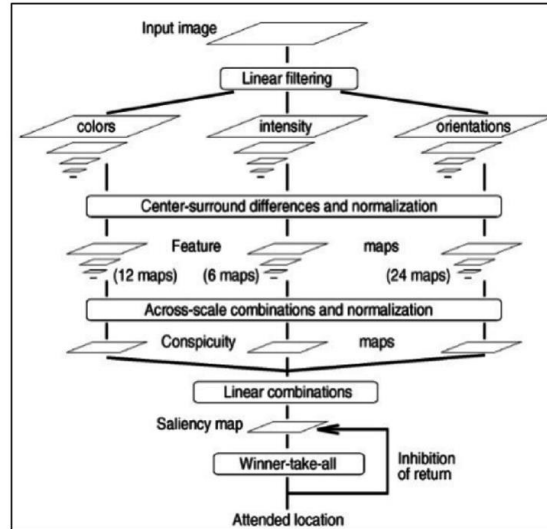 Input image
Linear filtering
colors intensity orientations
Center-surround differences and normalization
Feature maps
(12 maps) (6 maps) (24 maps)
Across-scale combinations and normalization
Conspicuity maps
Linear combinations
Saliency map
Winner-take-all
Inhibition
of return
Attended location